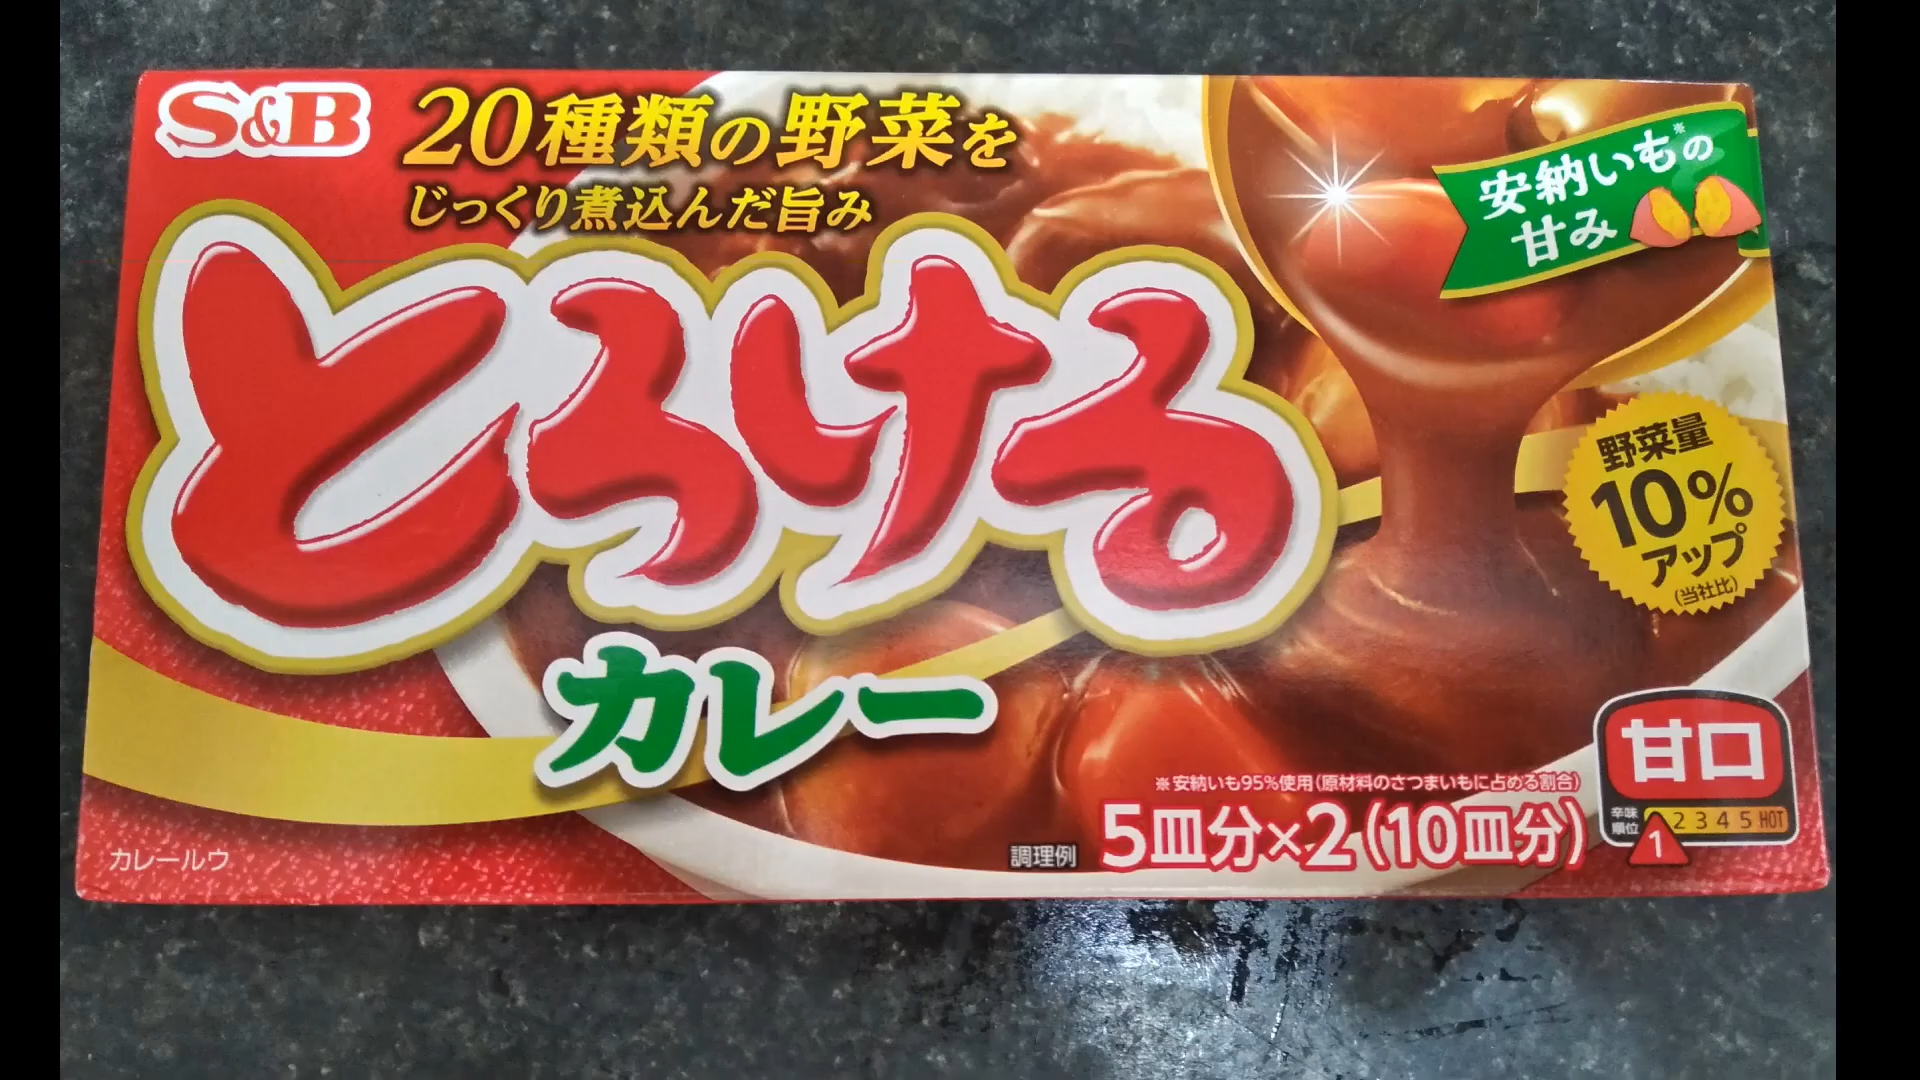 S&B
20種類の野菜を
じっくり煮込んだ旨み
安納いも※の
甘み
とろける
カレー
野菜量
10%
アップ
(当社比)
※安納いも95%使用(原材料のさつまいもに占める割合)
調理例
5皿分×2(10皿分)
甘口
辛味
順位
1 2 3 4 5 HOT
カレールウ